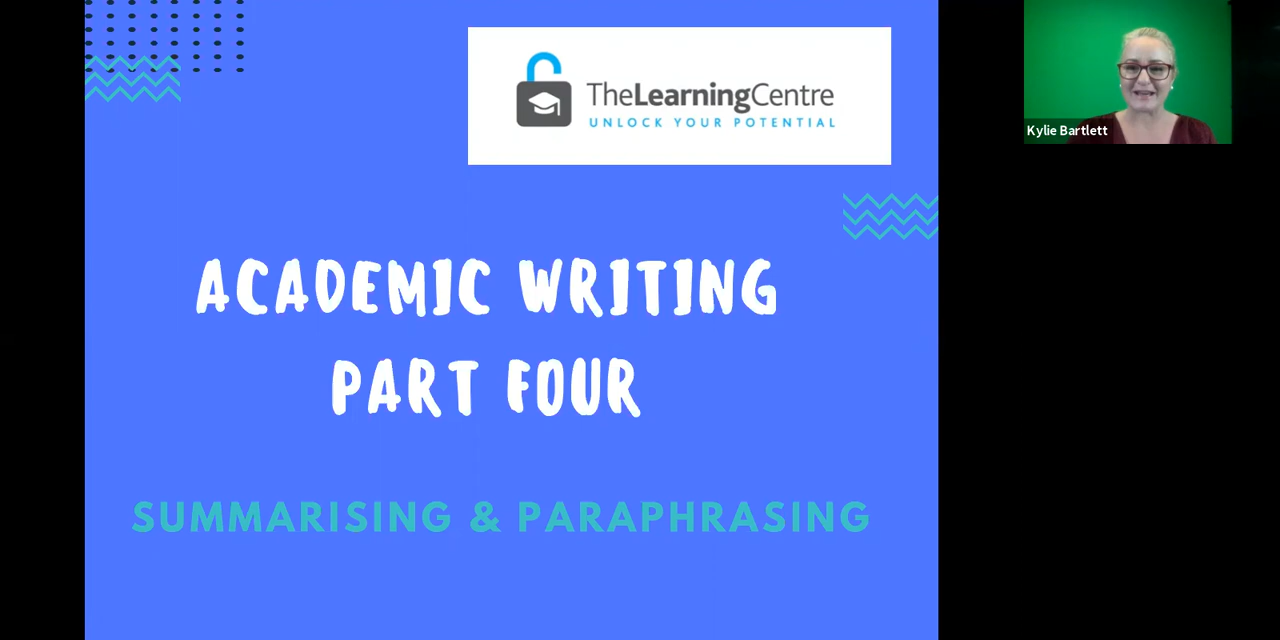 TheLearningCentre
UNLOCK YOUR POTENTIAL
Kylie Bartlett
ACADEMIC WRITING
PART FOUR
SUMMARISING & PARAPHRASING